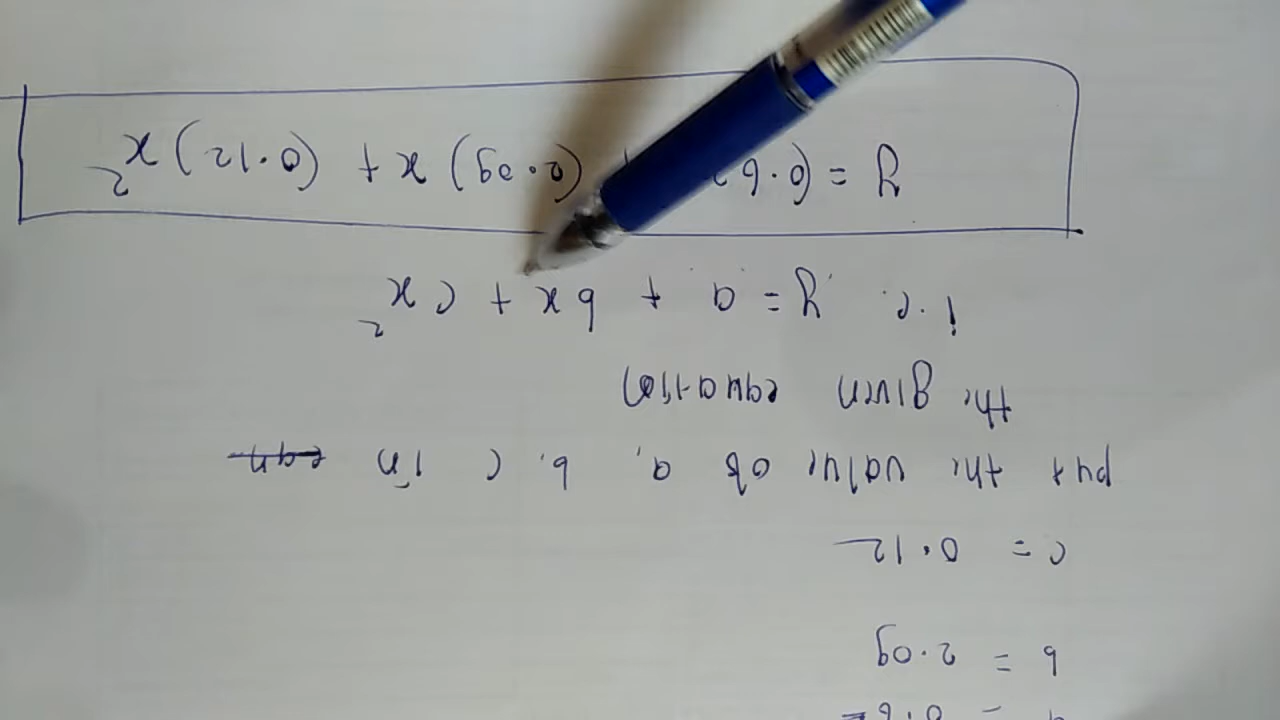 b = 2.09
c = 0.12
put the value of a, b, c in eqn
the given equation
i.e. y = a + bx + cx²
y = (0.6 + (2.09) x + (0.12) x²